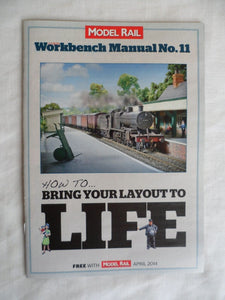 MODEL RAIL
Workbench Manual No. 11
HOW TO...
BRING YOUR LAYOUT TO
LIFE
FREE WITH MODEL RAIL APRIL 2014